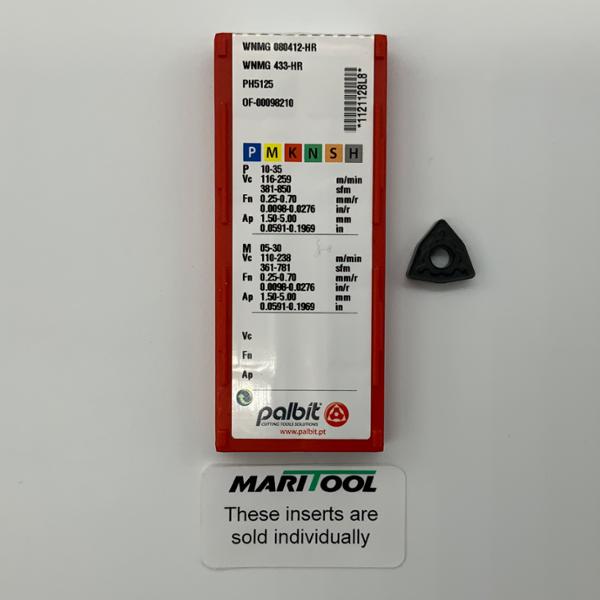 WNMG 080412-HR
WNMG 433-HR
PH5125
OF-00098210
*1121128L8*
P M K N S H
P 10-35
Vc 116-259 m/min
381-850 sfm
Fn 0.25-0.70 mm/r
0.0098-0.0276 in/r
Ap 1.50-5.00 mm
0.0591-0.1969 in
M 05-30
Vc 110-238 m/min
361-781 sfm
Fn 0.25-0.70 mm/r
0.0098-0.0276 in/r
Ap 1.50-5.00 mm
0.0591-0.1969 in
Vc
Fn
Ap
palbit
CUTTING TOOLS SOLUTIONS
www.palbit.pt
MARITOOL
These inserts are
sold individually